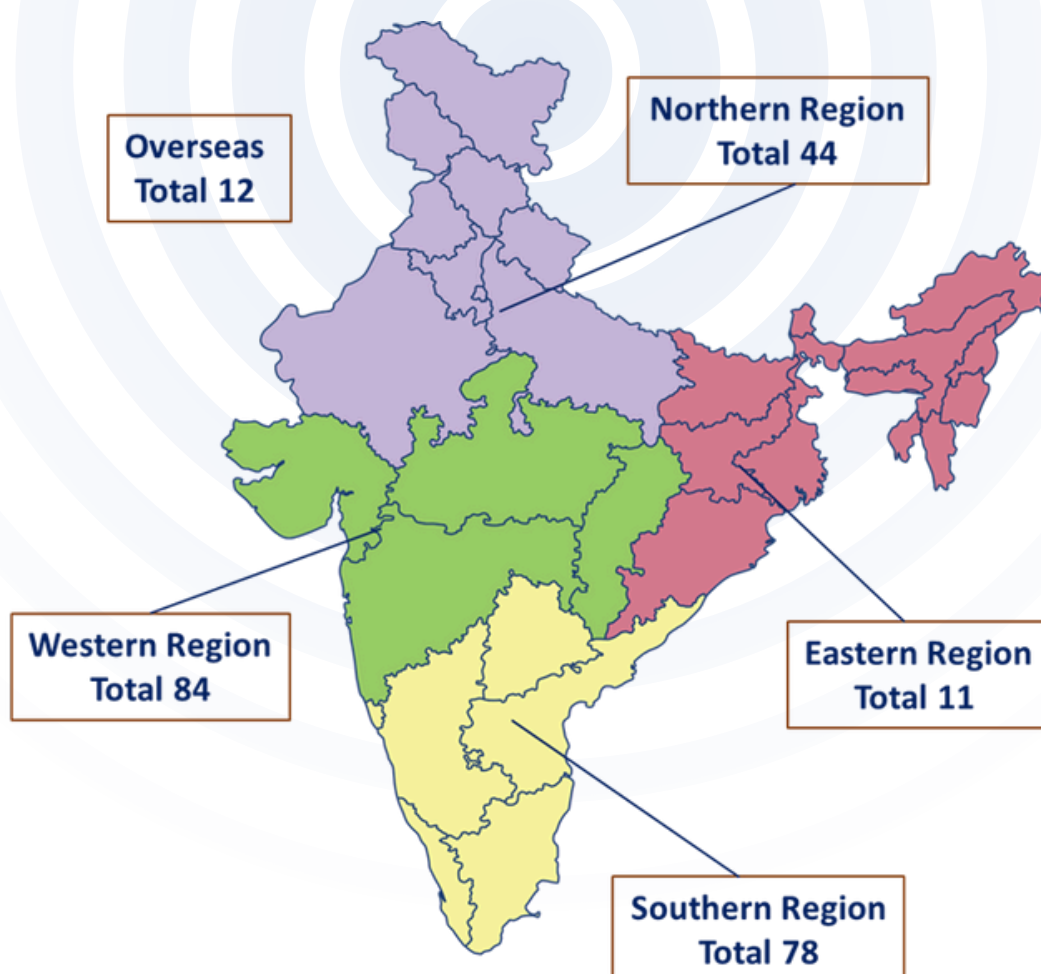 Overseas
Total 12
Northern Region
Total 44
Western Region
Total 84
Eastern Region
Total 11
Southern Region
Total 78